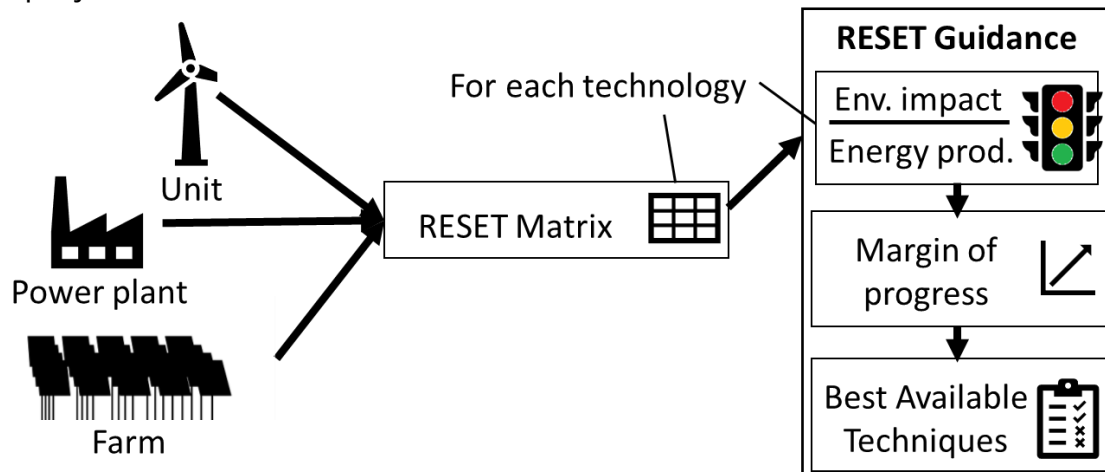 RESET Guidance
For each technology
Env. impact
Energy prod.
Unit
RESET Matrix
Margin of
progress
Power plant
Best Available
Techniques
Farm